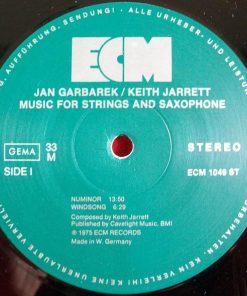 AUFFÜHRUNG, SENDUNG! · ALLE URHEBER- UND
ECM
JAN GARBAREK / KEITH JARRETT
MUSIC FOR STRINGS AND SAXOPHONE
GEMA
33
M
STEREO
SIDE I
ECM 1049 ST
NUMINOR 13:50
WINDSONG 6:29
Composed by Keith Jarrett
Published by Cavelight Music. BMI
℗ 1975 ECM RECORDS
Made in W. Germany
KEIN VERLEIH! KEINE UNERLAUBTE